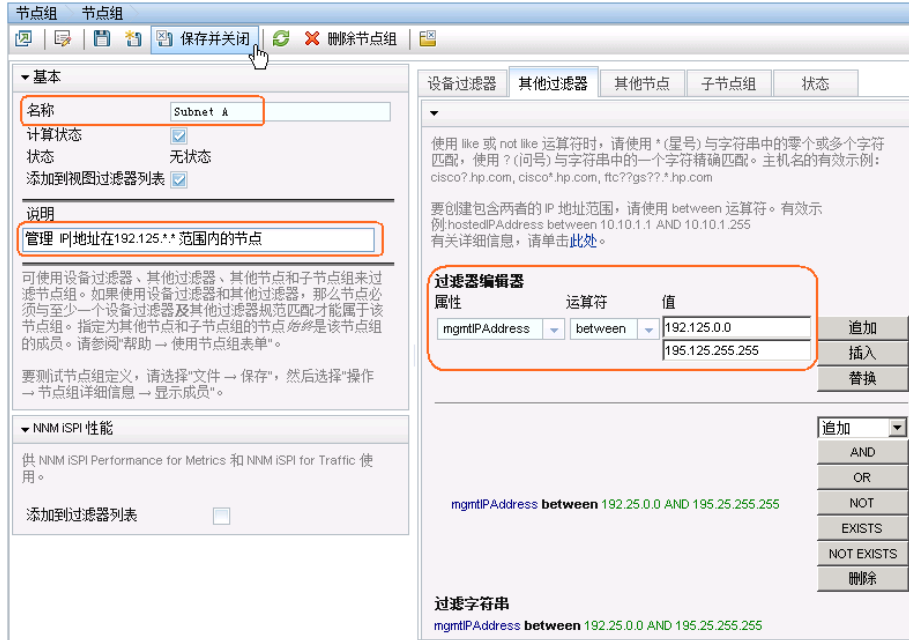 节点组 节点组
保存并关闭 删除节点组
基本
名称 Subnet A
计算状态
状态 无状态
添加到视图过滤器列表
说明
管理 IP地址在192.125.*.* 范围内的节点
可使用设备过滤器、其他过滤器、其他节点和子节点组来过
滤节点组。如果使用设备过滤器和其他过滤器，那么节点必
须与至少一个设备过滤器及其他过滤器规范匹配才能属于该
节点组。指定为其他节点和子节点组的节点始终是该节点组
的成员。请参阅"帮助 → 使用节点组表单"。
要测试节点组定义，请选择"文件 → 保存"，然后选择"操作
→ 节点组详细信息 → 显示成员"。
NNM iSPI 性能
供 NNM iSPI Performance for Metrics 和 NNM iSPI for Traffic 使
用。
添加到过滤器列表
设备过滤器 其他过滤器 其他节点 子节点组 状态
使用 like 或 not like 运算符时，请使用 * (星号) 与字符串中的零个或多个字符
匹配，使用 ? (问号) 与字符串中的一个字符精确匹配。主机名的有效示例：
cisco?.hp.com, cisco*.hp.com, ftc??gs??.*.hp.com
要创建包含两者的 IP 地址范围，请使用 between 运算符。有效示
例:hostedIPAddress between 10.10.1.1 AND 10.10.1.255
有关详细信息，请单击此处。
过滤器编辑器
属性 运算符 值
mgmtIPAddress between 192.125.0.0 追加
195.125.255.255 插入
替换
追加
AND
OR
mgmtIPAddress between 192.25.0.0 AND 195.25.255.255 NOT
EXISTS
NOT EXISTS
删除
过滤字符串
mgmtIPAddress between 192.25.0.0 AND 195.25.255.255